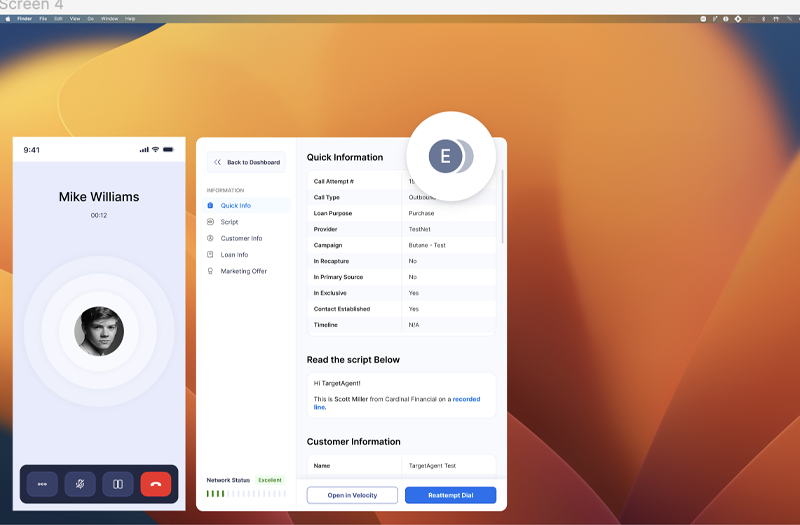 Screen 4
Finder File Edit View Go Window Help
9:41
Mike Williams
00:12
Back to Dashboard
INFORMATION
Quick Info
Script
Customer Info
Loan Info
Marketing Offer
Network Status Excellent
E
Quick Information
Call Attempt #
Call Type Outbound
Loan Purpose Purchase
Provider TestNet
Campaign Butane - Test
In Recapture No
In Primary Source No
In Exclusive Yes
Contact Established Yes
Timeline N/A
Read the script Below
Hi TargetAgent!
This is Scott Miller from Cardinal Financial on a recorded
line.
Customer Information
Name TargetAgent Test
Open in Velocity Reattempt Dial